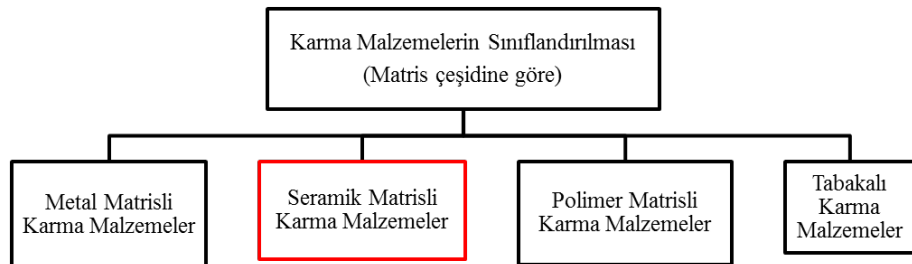 Karma Malzemelerin Sınıflandırılması
(Matris çeşidine göre)
Metal Matrisli
Karma Malzemeler
Seramik Matrisli
Karma Malzemeler
Polimer Matrisli
Karma Malzemeler
Tabakalı
Karma
Malzemeler